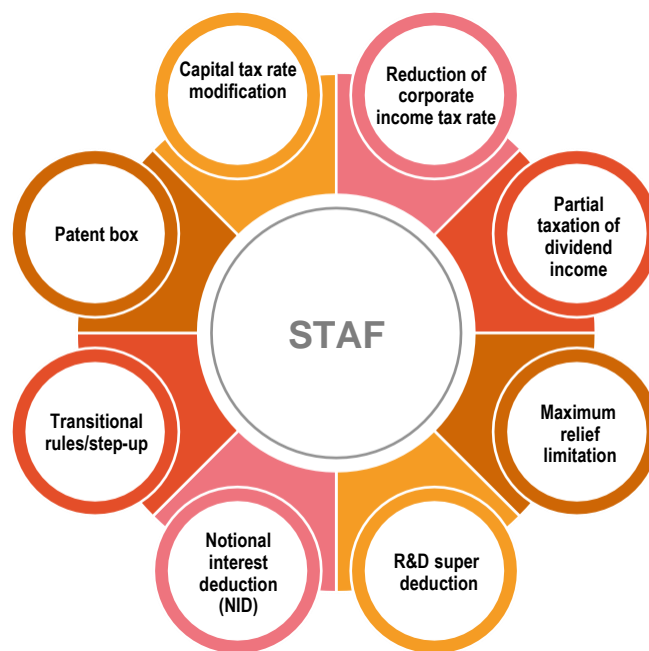 Capital tax rate
modification
Reduction of
corporate
income tax rate
Partial
taxation of
dividend
income
Maximum
relief
limitation
R&D super
deduction
Notional
interest
deduction
(NID)
Transitional
rules/step-up
Patent box
STAF